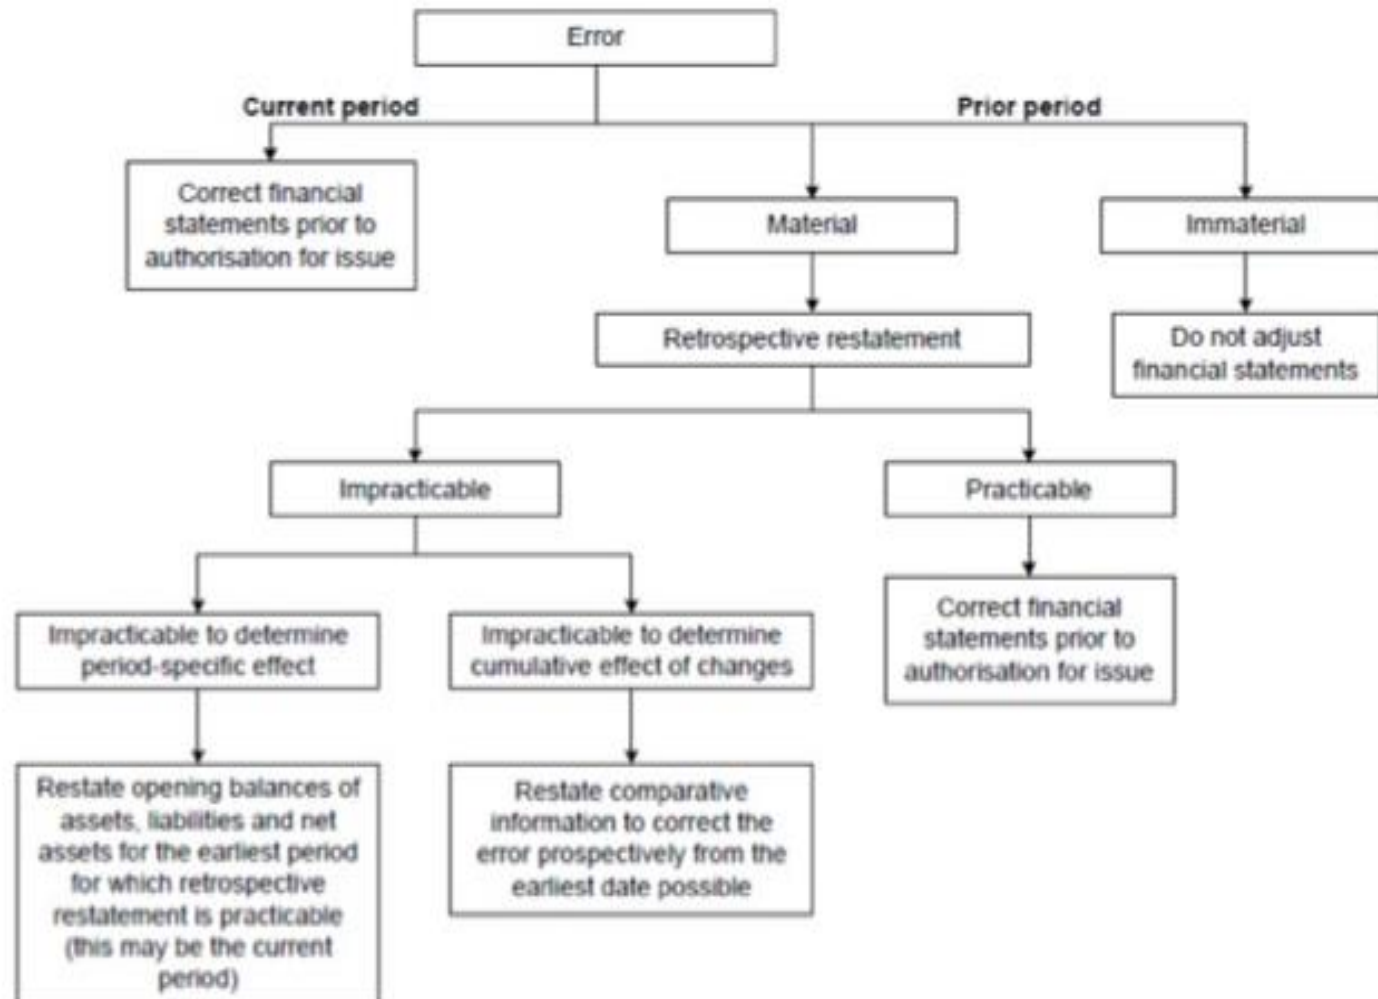 Error
Current period
Prior period
Correct financial
statements prior to
authorisation for issue
Material
Immaterial
Retrospective restatement
Do not adjust
financial statements
Impracticable
Practicable
Impracticable to determine
period-specific effect
Impracticable to determine
cumulative effect of changes
Correct financial
statements prior to
authorisation for issue
Restate opening balances of
assets, liabilities and net
assets for the earliest period
for which retrospective
restatement is practicable
(this may be the current
period)
Restate comparative
information to correct the
error prospectively from the
earliest date possible